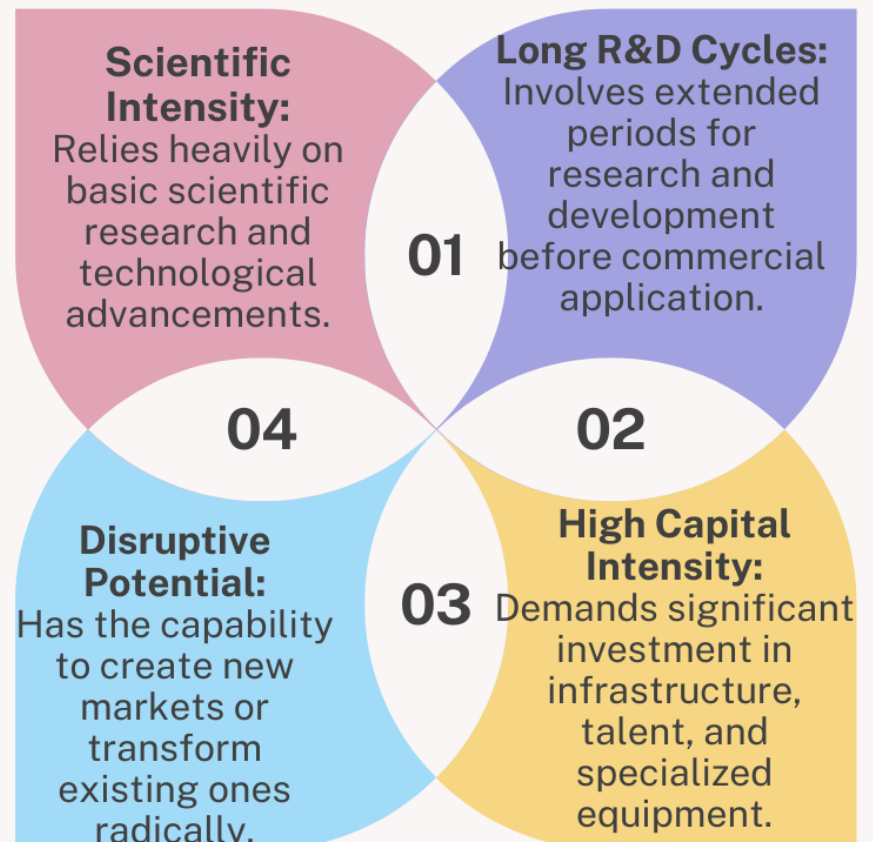 Scientific
Intensity:
Relies heavily on
basic scientific
research and
technological
advancements.
01
Long R&D Cycles:
Involves extended
periods for
research and
development
before commercial
application.
04
02
Disruptive
Potential:
Has the capability
to create new
markets or
transform
existing ones
radically.
03
High Capital
Intensity:
Demands significant
investment in
infrastructure,
talent, and
specialized
equipment.